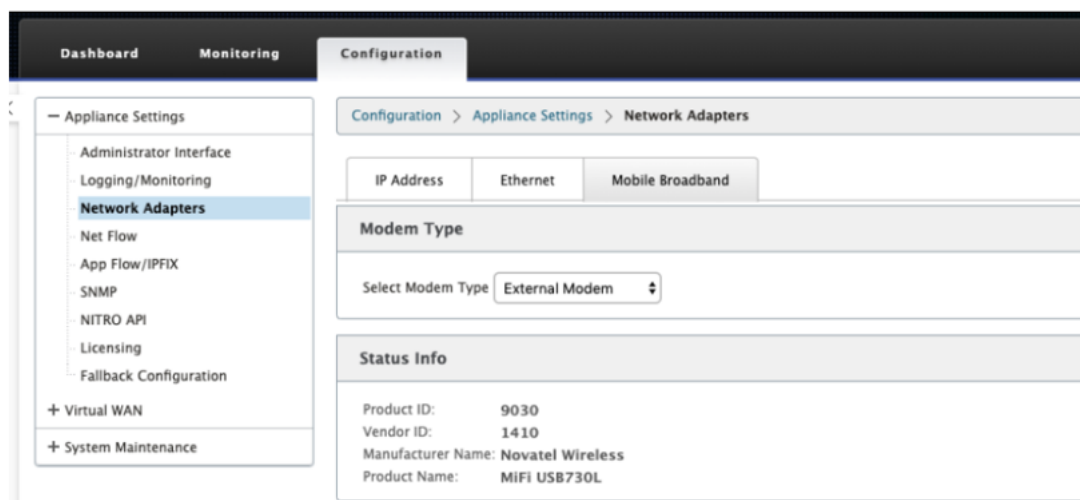 Dashboard Monitoring Configuration
Appliance Settings
Administrator Interface
Logging/Monitoring
Network Adapters
Net Flow
App Flow/IPFIX
SNMP
NITRO API
Licensing
Fallback Configuration
Virtual WAN
System Maintenance
Configuration > Appliance Settings > Network Adapters
IP Address Ethernet Mobile Broadband
Modem Type
Select Modem Type External Modem
Status Info
Product ID: 9030
Vendor ID: 1410
Manufacturer Name: Novatel Wireless
Product Name: MiFi USB730L